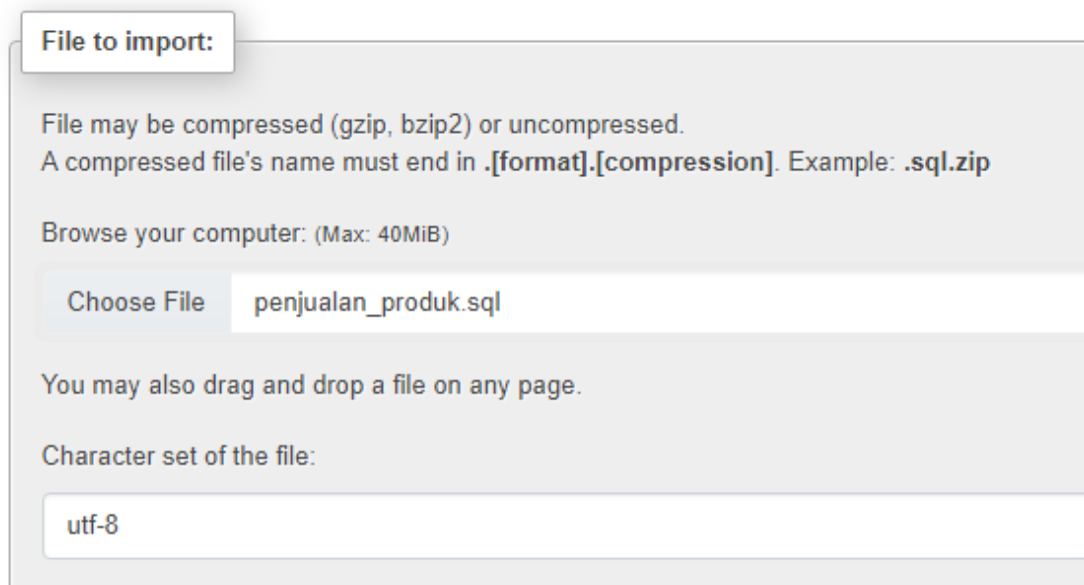 File to import:
File may be compressed (gzip, bzip2) or uncompressed.
A compressed file's name must end in .[format].[compression]. Example: .sql.zip
Browse your computer: (Max: 40MiB)
Choose File penjualan_produk.sql
You may also drag and drop a file on any page.
Character set of the file:
utf-8